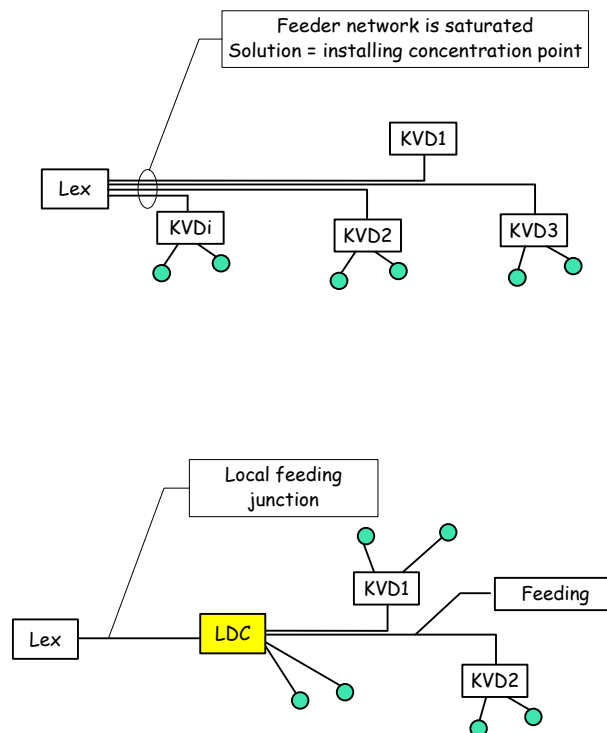 Feeder network is saturated
Solution = installing concentration point
KVD1
Lex
KVDi
KVD2
KVD3
Local feeding
junction
KVD1
Feeding
LDC
Lex
KVD2